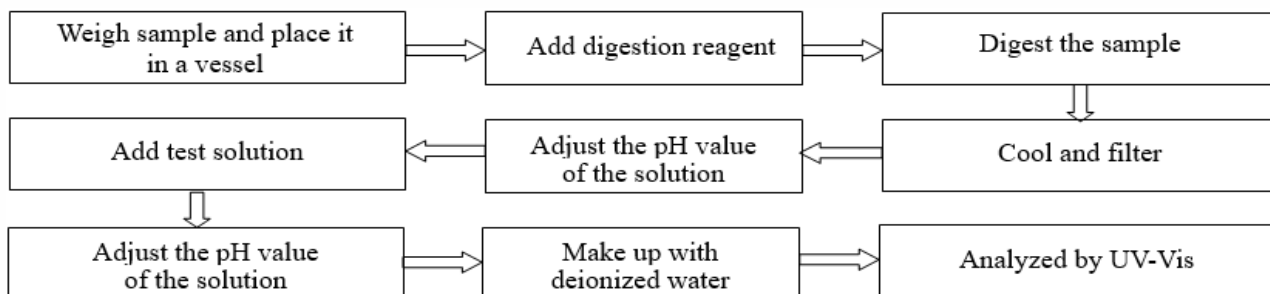 Weigh sample and place it
in a vessel
Add digestion reagent
Digest the sample
Cool and filter
Adjust the pH value
of the solution
Add test solution
Adjust the pH value
of the solution
Make up with
deionized water
Analyzed by UV-Vis